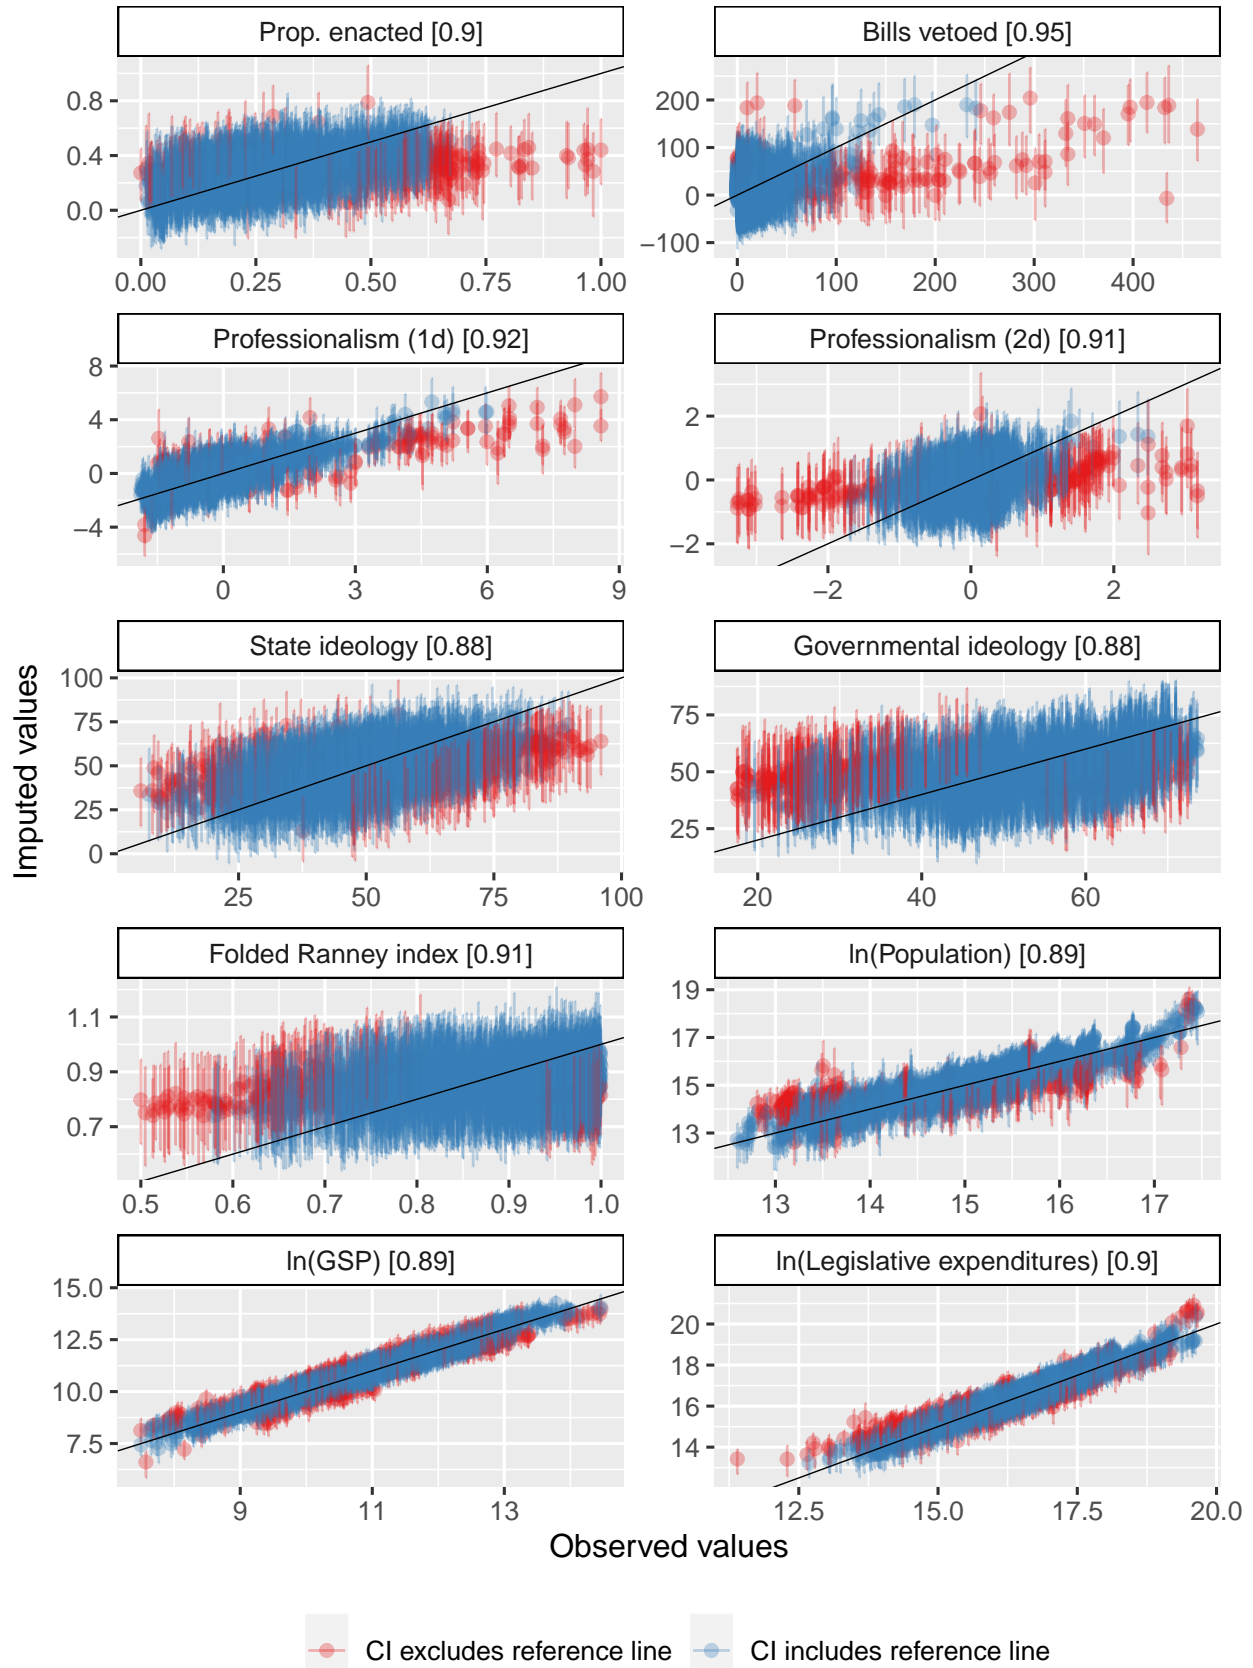 Prop. enacted [0.9]
Bills vetoed [0.95]
0.8
0.4
0.0
200
100
0
−100
0.00 0.25 0.50 0.75 1.00
0 100 200 300 400
Professionalism (1d) [0.92]
Professionalism (2d) [0.91]
8
4
0
−4
2
0
−2
0 3 6 9
−2 0 2
State ideology [0.88]
Governmental ideology [0.88]
100
75
50
25
0
75
50
25
25 50 75 100
20 40 60
Imputed values
Folded Ranney index [0.91]
ln(Population) [0.89]
1.1
0.9
0.7
19
17
15
13
0.5 0.6 0.7 0.8 0.9 1.0
13 14 15 16 17
ln(GSP) [0.89]
ln(Legislative expenditures) [0.9]
15.0
12.5
10.0
7.5
20
18
16
14
9 11 13
12.5 15.0 17.5 20.0
Observed values
CI excludes reference line
CI includes reference line